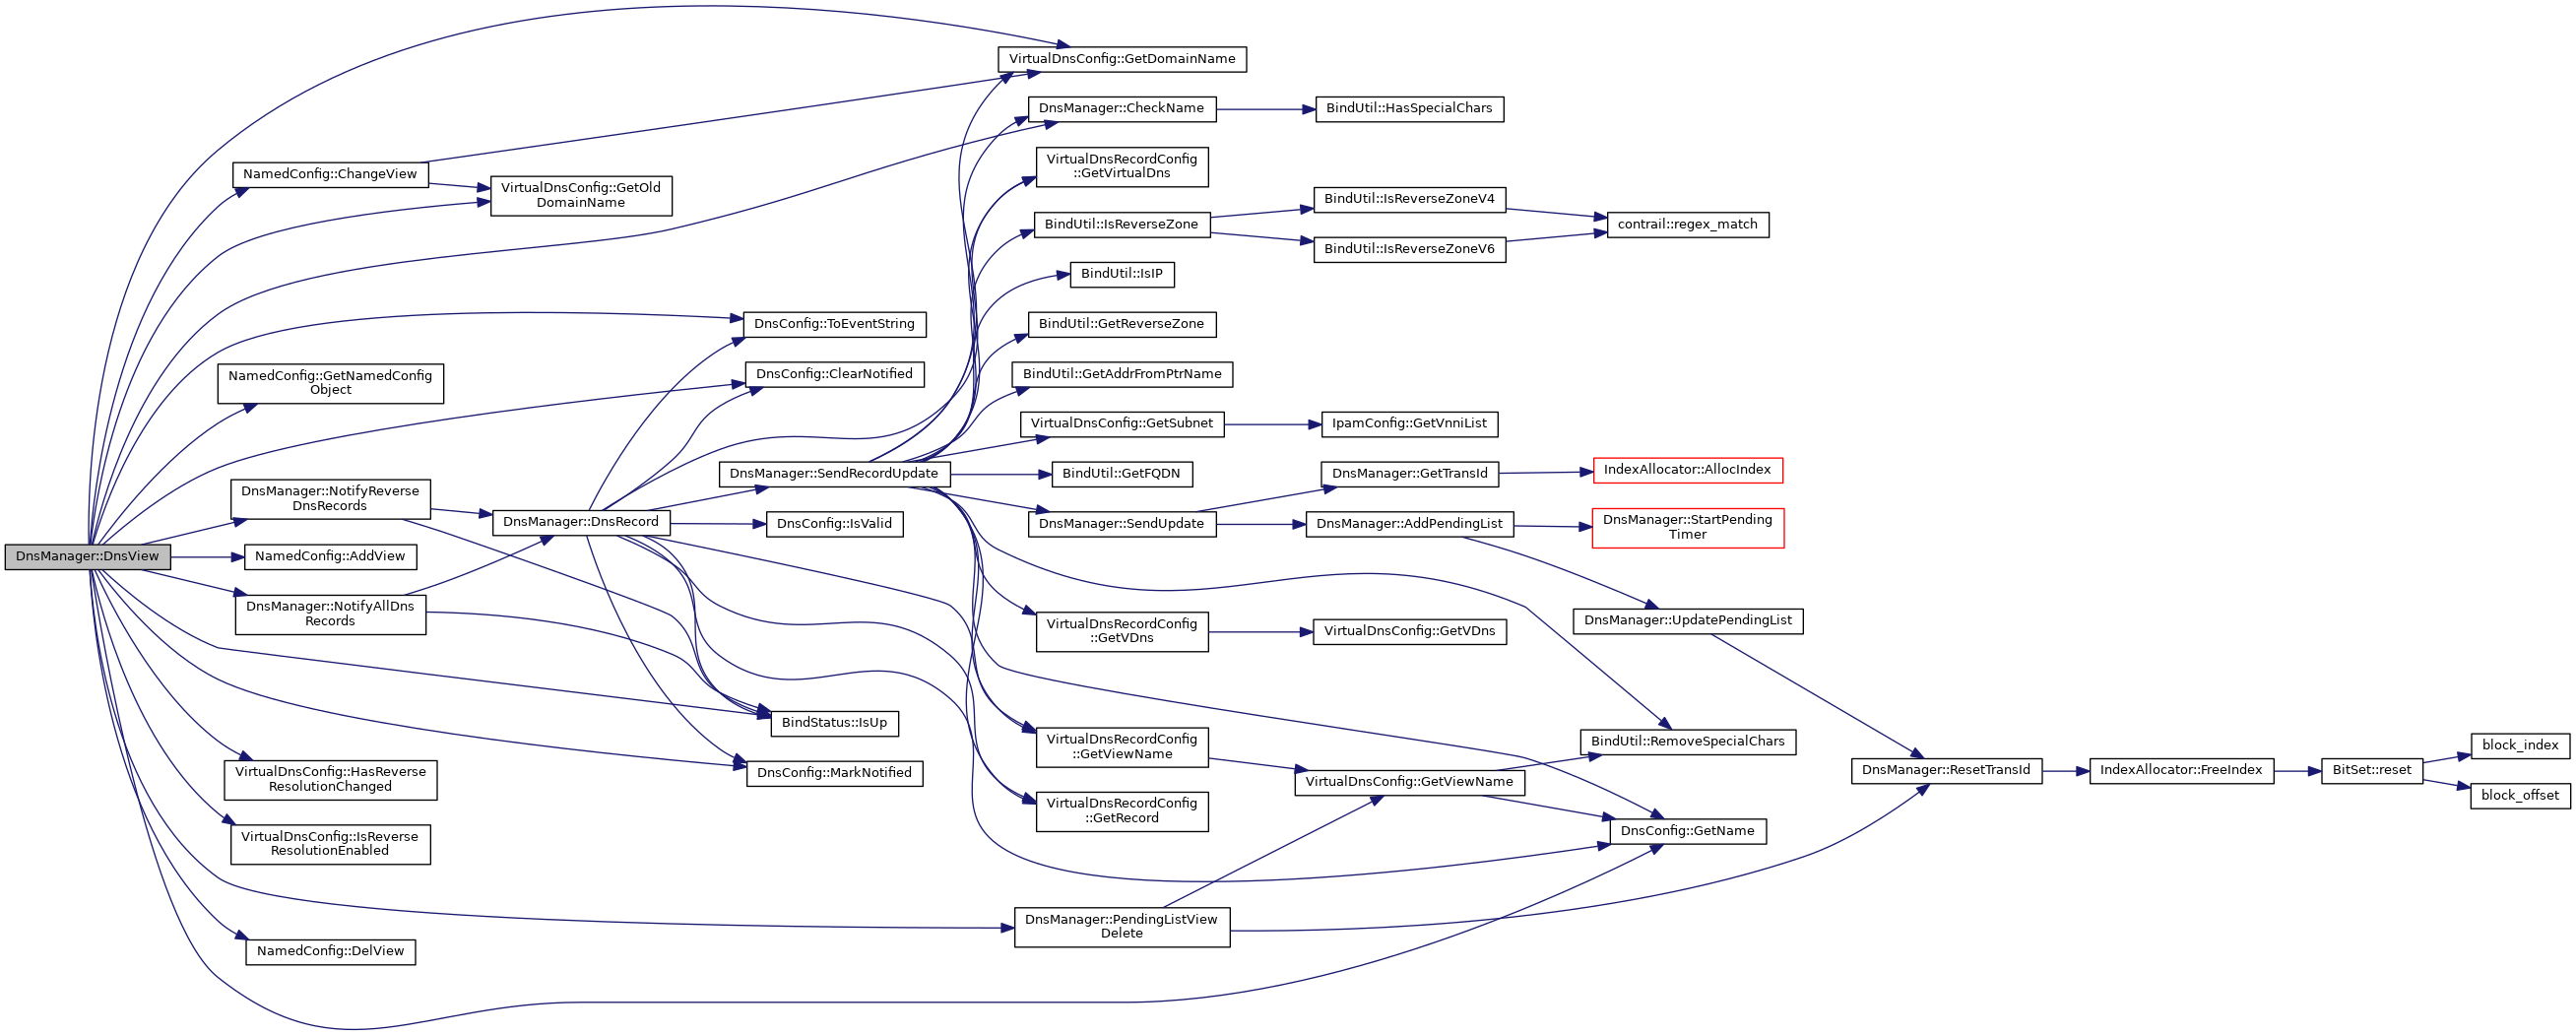 DnsManager::DnsView
NamedConfig::ChangeView
NamedConfig::GetNamedConfig
Object
DnsManager::NotifyReverse
DnsRecords
NamedConfig::AddView
DnsManager::NotifyAllDns
Records
VirtualDnsConfig::HasReverse
ResolutionChanged
VirtualDnsConfig::IsReverse
ResolutionEnabled
NamedConfig::DelView
VirtualDnsConfig::GetOld
DomainName
DnsManager::DnsRecord
DnsConfig::ToEventString
DnsConfig::ClearNotified
DnsManager::SendRecordUpdate
DnsConfig::IsValid
BindStatus::IsUp
DnsConfig::MarkNotified
VirtualDnsConfig::GetDomainName
DnsManager::CheckName
VirtualDnsRecordConfig
::GetVirtualDns
BindUtil::IsReverseZone
BindUtil::IsIP
BindUtil::GetReverseZone
BindUtil::GetAddrFromPtrName
VirtualDnsConfig::GetSubnet
BindUtil::GetFQDN
DnsManager::SendUpdate
VirtualDnsRecordConfig
::GetVDns
VirtualDnsRecordConfig
::GetViewName
VirtualDnsRecordConfig
::GetRecord
DnsManager::PendingListView
Delete
BindUtil::HasSpecialChars
BindUtil::IsReverseZoneV4
BindUtil::IsReverseZoneV6
IpamConfig::GetVnniList
DnsManager::GetTransId
DnsManager::AddPendingList
VirtualDnsConfig::GetVDns
VirtualDnsConfig::GetViewName
contrail::regex_match
IndexAllocator::AllocIndex
DnsManager::StartPending
Timer
DnsManager::UpdatePendingList
BindUtil::RemoveSpecialChars
DnsConfig::GetName
DnsManager::ResetTransId
IndexAllocator::FreeIndex
BitSet::reset
block_index
block_offset